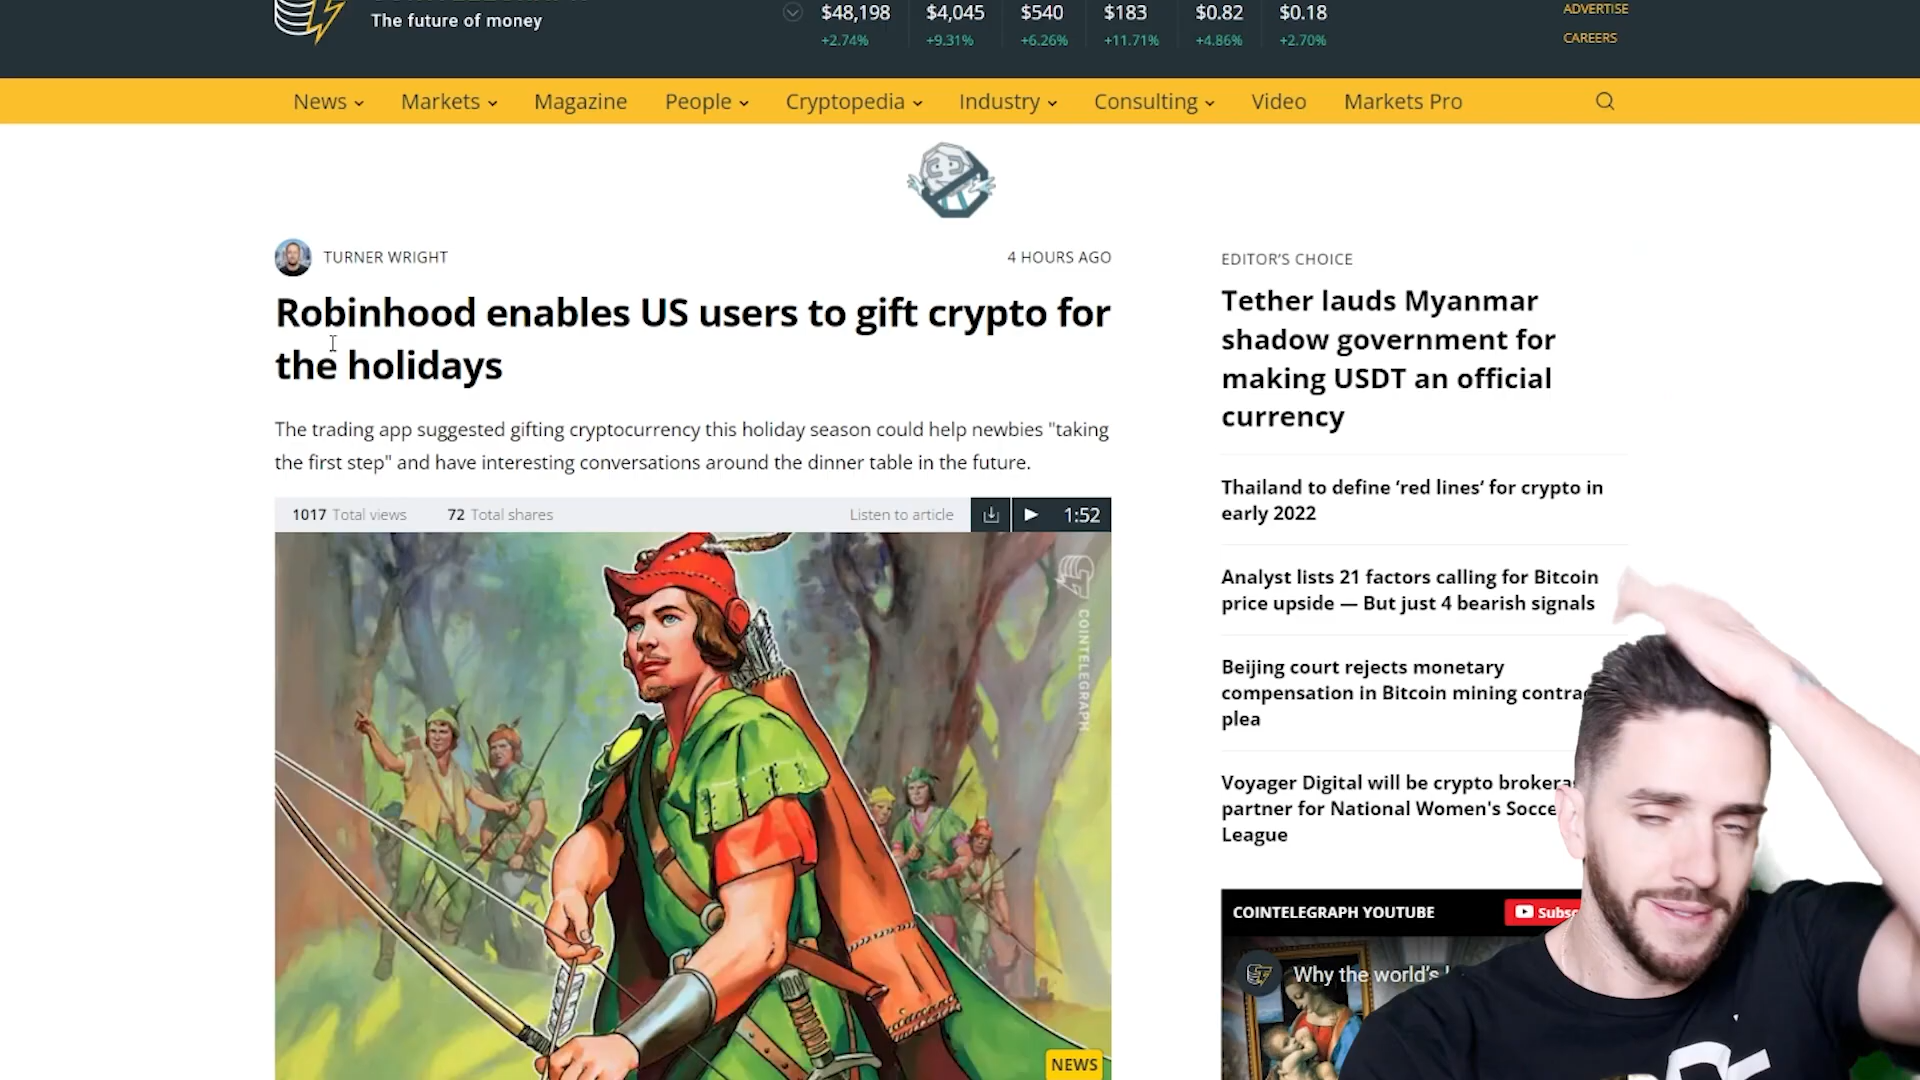 The future of money
$48,198 $4,045 $540 $183 $0.82 $0.18
+2.74% +9.31% +6.26% +11.71% +4.86% +2.70%
ADVERTISE
CAREERS
News Markets Magazine People Cryptopedia Industry Consulting Video Markets Pro
TURNER WRIGHT
4 HOURS AGO
Robinhood enables US users to gift crypto for
the holidays
The trading app suggested gifting cryptocurrency this holiday season could help newbies "taking
the first step" and have interesting conversations around the dinner table in the future.
1017 Total views 72 Total shares Listen to article 1:52
COINTELEGRAPH
NEWS
EDITOR'S CHOICE
Tether lauds Myanmar
shadow government for
making USDT an official
currency
Thailand to define ‘red lines’ for crypto in
early 2022
Analyst lists 21 factors calling for Bitcoin
price upside — But just 4 bearish signals
Beijing court rejects monetary
compensation in Bitcoin mining
plea
Voyager Digital will be crypto
partner for National Women's
League
COINTELEGRAPH YOUTUBE
Why the world's